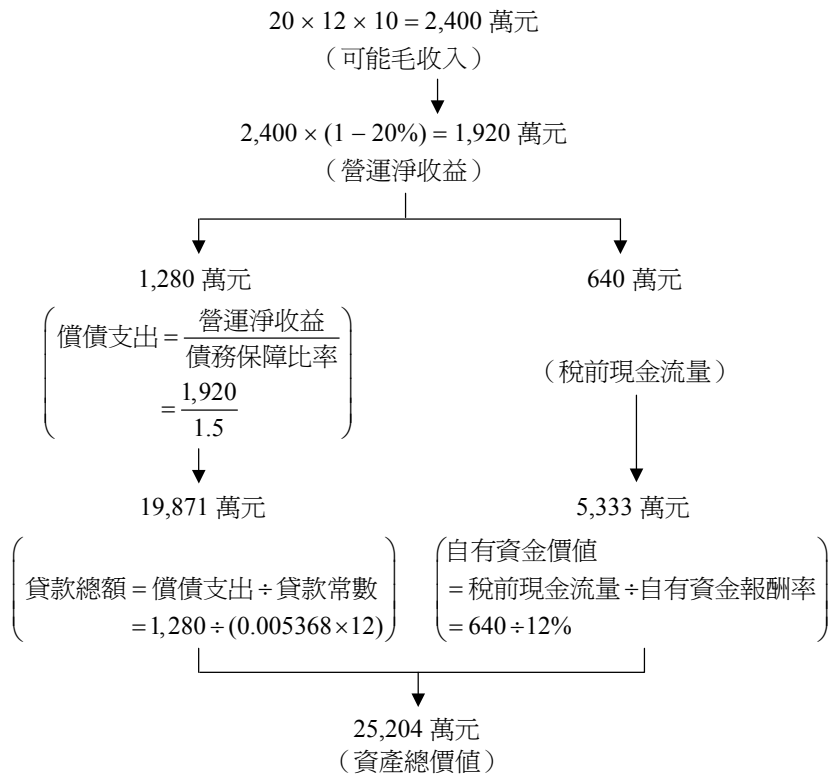 20 × 12 × 10 = 2,400 萬元
（可能毛收入）
2,400 × (1 − 20%) = 1,920 萬元
（營運淨收益）
1,280 萬元
640 萬元
償債支出 = 營運淨收益 / 債務保障比率
= 1,920 / 1.5
（稅前現金流量）
19,871 萬元
5,333 萬元
貸款總額 = 償債支出 ÷ 貸款常數
= 1,280 ÷ (0.005368 × 12)
自有資金價值
= 稅前現金流量 ÷ 自有資金報酬率
= 640 ÷ 12%
25,204 萬元
（資產總價值）